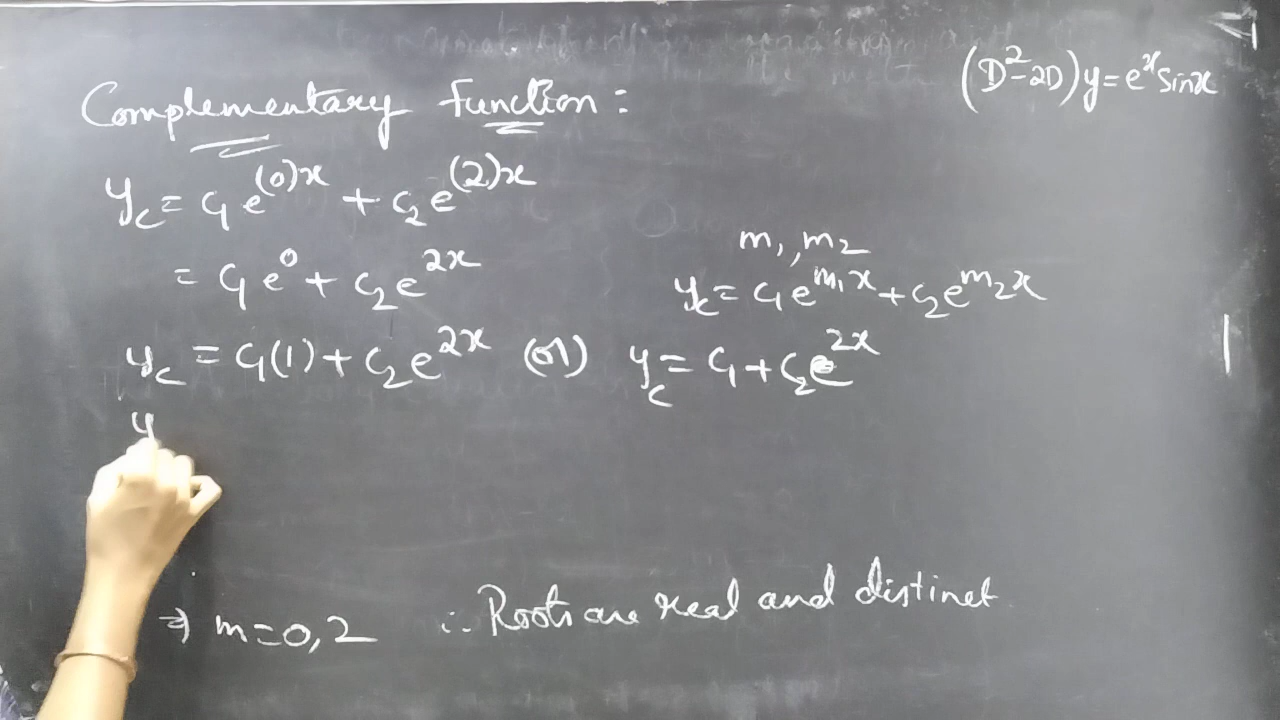 (D²-2D)y=eˣ Sinx
Complementary function:
y_c = c₁e^(0)x + c₂e^(2)x
= c₁e⁰ + c₂e^2x
m₁, m₂
y_c = c₁e^m₁x + c₂e^m₂x
y_c = c₁(1) + c₂e^2x (or) y_c = c₁ + c₂e^2x
y
⇒ m=0,2 ∴ Roots are real and distinct